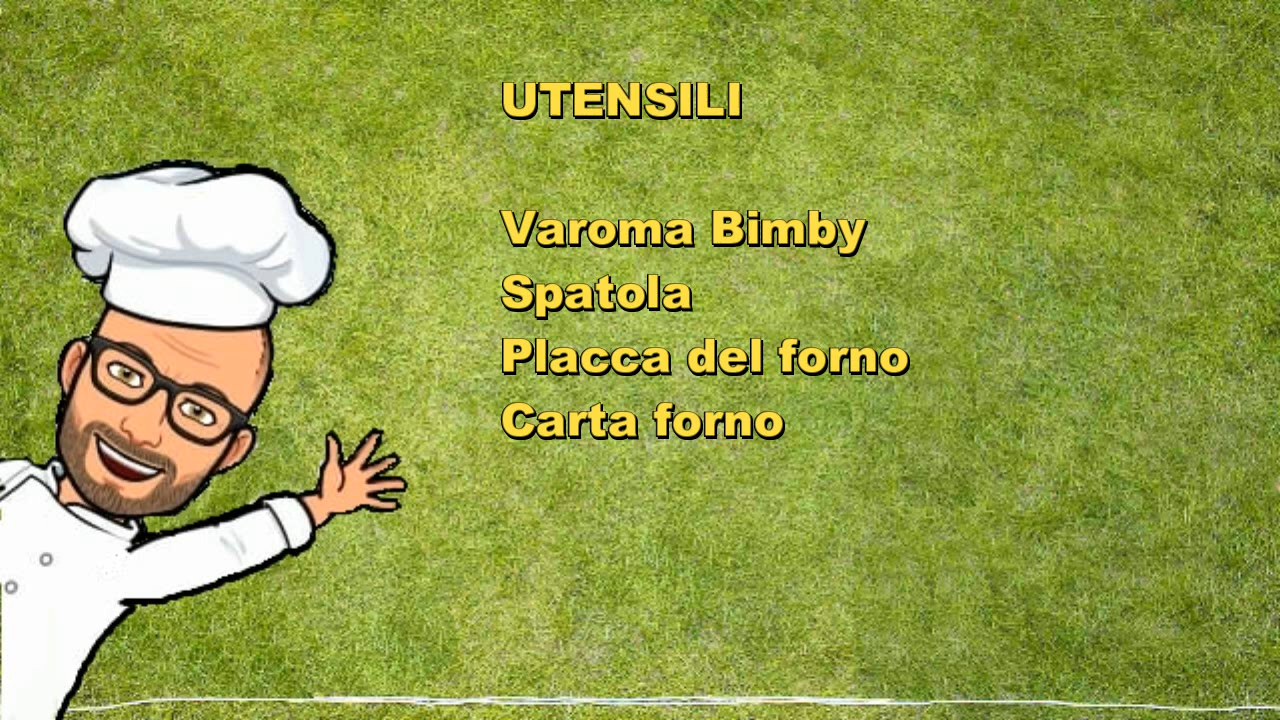 UTENSILI
Varoma Bimby
Spatola
Placca del forno
Carta forno